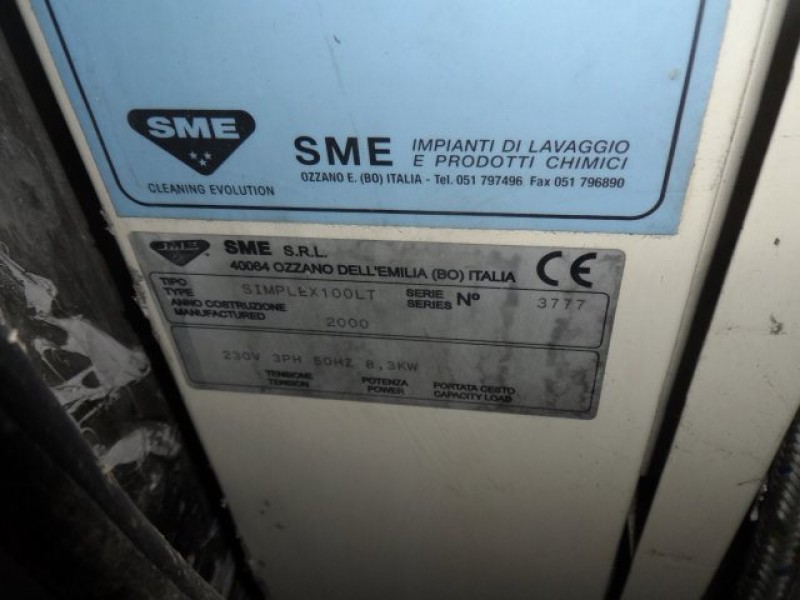 SME
CLEANING EVOLUTION
SME IMPIANTI DI LAVAGGIO
E PRODOTTI CHIMICI
OZZANO E. (BO) ITALIA - Tel. 051 797496 Fax 051 796890
SME SME S.R.L.
40064 OZZANO DELL'EMILIA (BO) ITALIA CE
TIPO
TYPE SIMPLEX100LT SERIE
SERIES Nº 3777
ANNO COSTRUZIONE
MANUFACTURED 2000
230V 3PH 50HZ 8,3KW
TENSIONE POTENZA PORTATA CESTO
TENSION POWER CAPACITY LOAD